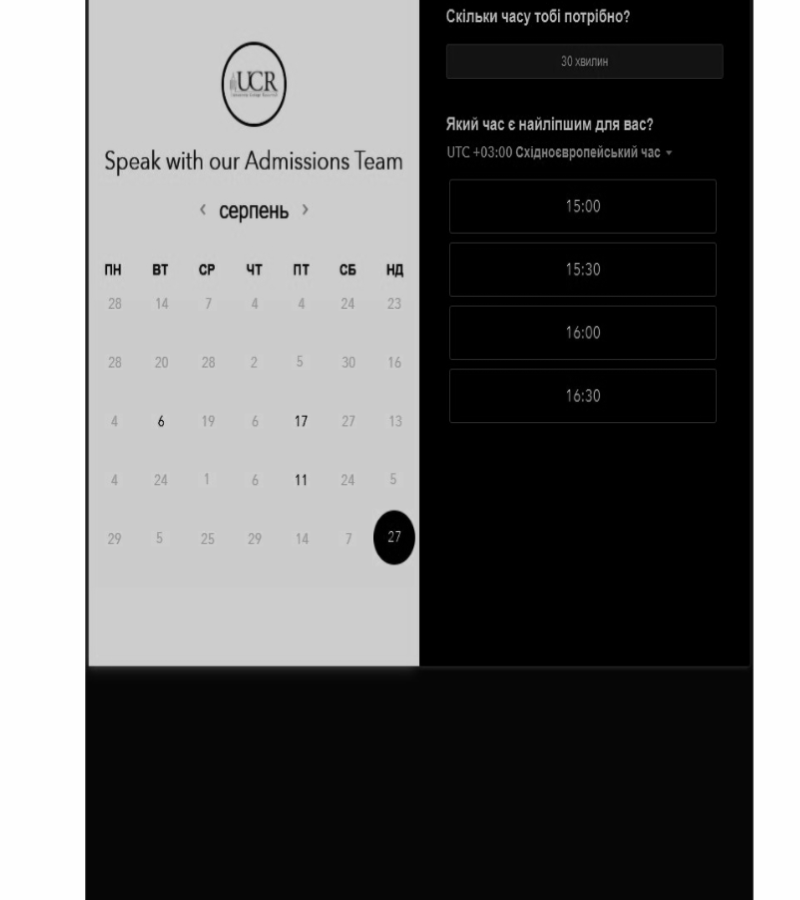 UCR
Speak with our Admissions Team
‹ серпень ›
ПН ВТ СР ЧТ ПТ СБ НД
28 14 7 4 4 24 23
28 20 28 2 5 30 16
4 6 19 6 17 27 13
4 24 1 6 11 24 5
29 5 25 29 14 7 27
Скільки часу тобі потрібно?
30 хвилин
Який час є найліпшим для вас?
UTC +03:00 Східноєвропейський час
15:00
15:30
16:00
16:30